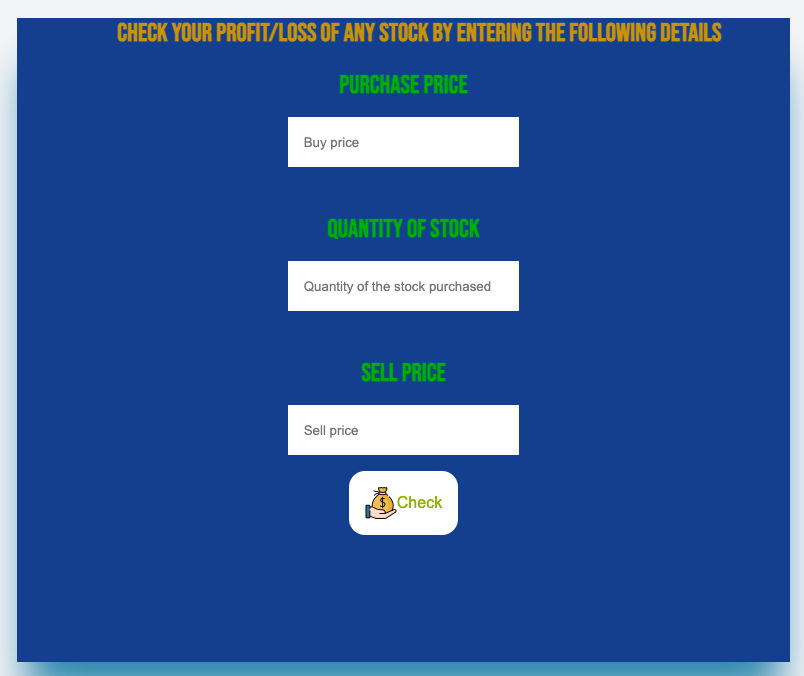 CHECK YOUR PROFIT/LOSS OF ANY STOCK BY ENTERING THE FOLLOWING DETAILS
PURCHASE PRICE
Buy price
QUANTITY OF STOCK
Quantity of the stock purchased
SELL PRICE
Sell price
$
Check